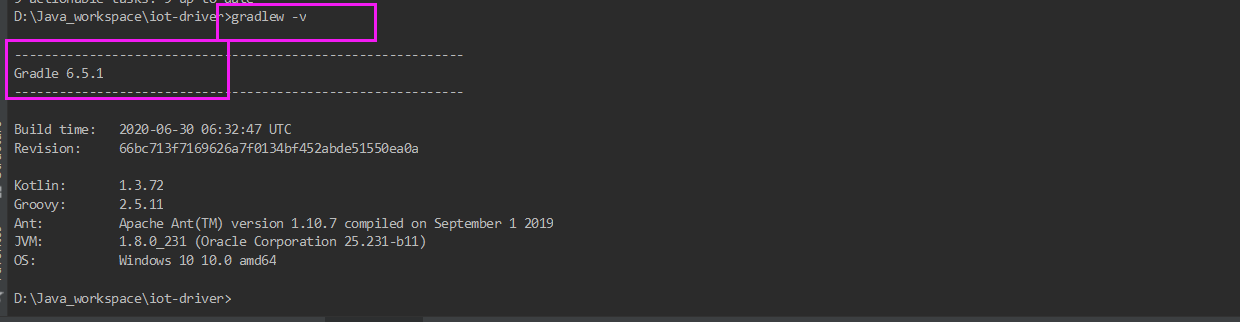 D:\Java_workspace\iot-driver>gradlew -v
------------------------------------------------------------
Gradle 6.5.1
------------------------------------------------------------
Build time:   2020-06-30 06:32:47 UTC
Revision:     66bc713f7169626a7f0134bf452abde51550ea0a
Kotlin:       1.3.72
Groovy:       2.5.11
Ant:          Apache Ant(TM) version 1.10.7 compiled on September 1 2019
JVM:          1.8.0_231 (Oracle Corporation 25.231-b11)
OS:           Windows 10 10.0 amd64
D:\Java_workspace\iot-driver>